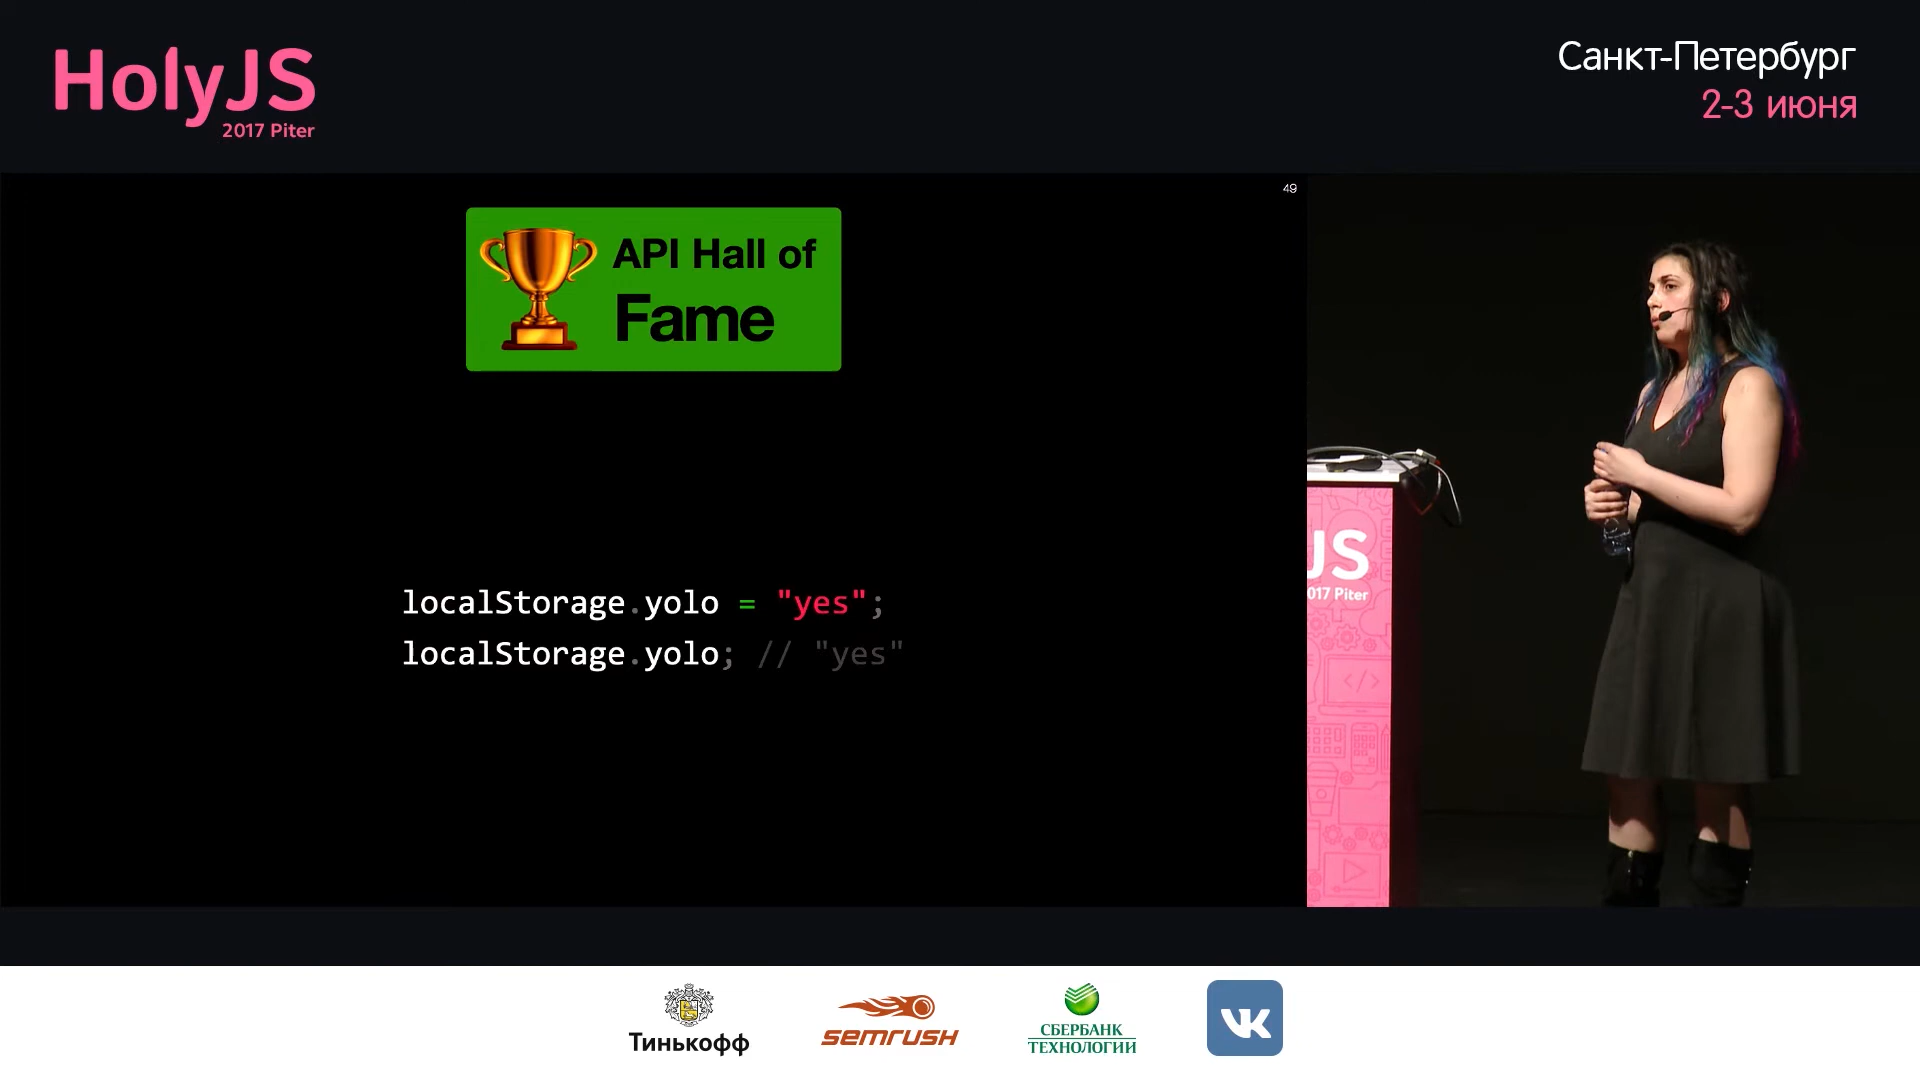 HolyJS
2017 Piter
Санкт-Петербург
2-3 июня
49
API Hall of
Fame
localStorage.yolo = "yes";
localStorage.yolo; // "yes"
JS
017 Piter
</>
Тинькофф
semrush
СБЕРБАНК
ТЕХНОЛОГИИ
VK